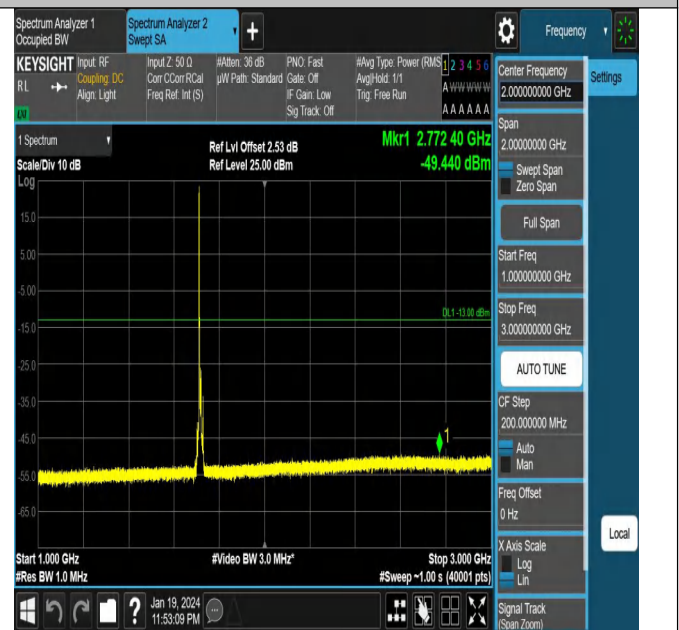 Spectrum Analyzer 1
Occupied BW
Spectrum Analyzer 2
Swept SA
+
Frequency
KEYSIGHT
RL
LXI
Input: RF
Coupling: DC
Align: Light
Input Z: 50 Ω
Corr CCorr RCal
Freq Ref: Int (S)
#Atten: 36 dB
µW Path: Standard
PNO: Fast
Gate: Off
IF Gain: Low
Sig Track: Off
#Avg Type: Power (RMS
Avg|Hold: 1/1
Trig: Free Run
1 2 3 4 5 6
A W W W W W
A A A A A A
1 Spectrum
Scale/Div 10 dB
Log
Ref Lvl Offset 2.53 dB
Ref Level 25.00 dBm
Mkr1 2.772 40 GHz
-49.440 dBm
15.0
5.00
-5.00
-15.0
-25.0
-35.0
-45.0
-55.0
-65.0
DL1 -13.00 dBm
1
Start 1.000 GHz
#Res BW 1.0 MHz
#Video BW 3.0 MHz*
Stop 3.000 GHz
#Sweep ~1.00 s (40001 pts)
Center Frequency
2.000000000 GHz
Settings
Span
2.00000000 GHz
Swept Span
Zero Span
Full Span
Start Freq
1.000000000 GHz
Stop Freq
3.000000000 GHz
AUTO TUNE
CF Step
200.000000 MHz
Auto
Man
Freq Offset
0 Hz
X Axis Scale
Log
Lin
Local
Signal Track
(Span Zoom)
?
Jan 19, 2024
11:53:09 PM